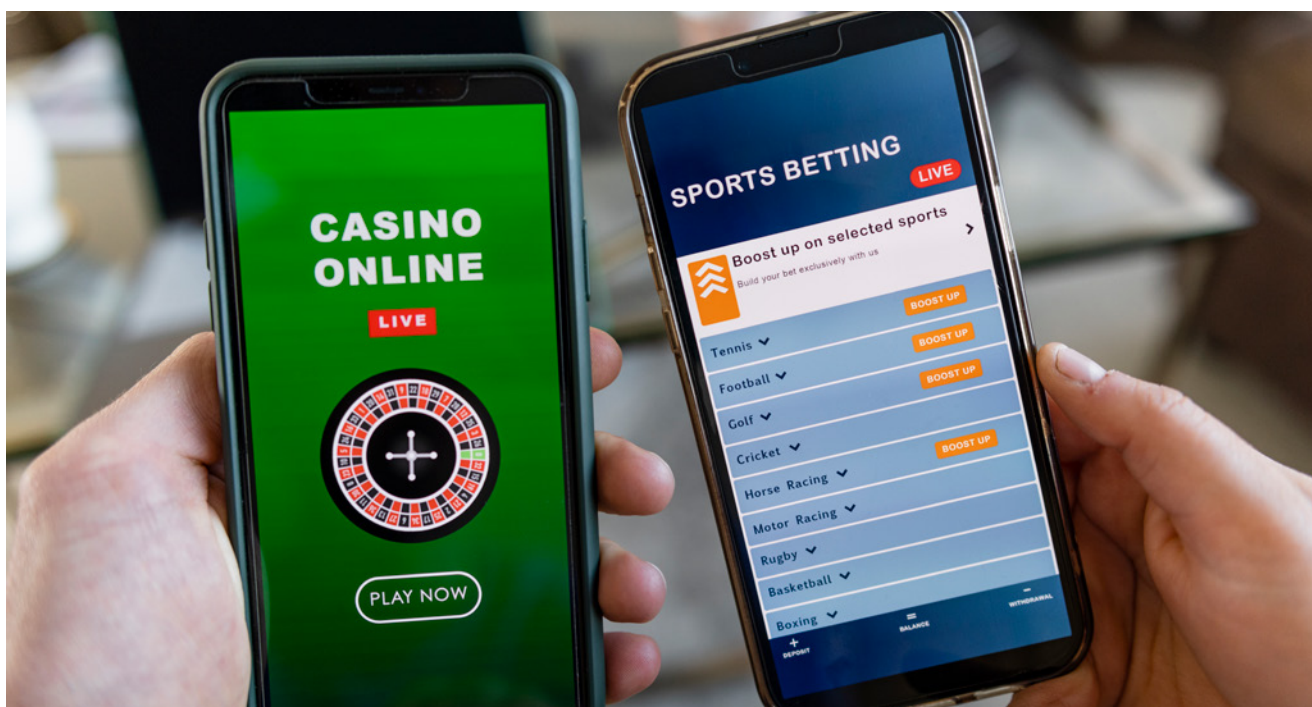 CASINO
ONLINE
LIVE
PLAY NOW
SPORTS BETTING
LIVE
Boost up on selected sports
Build your bet exclusively with us
Tennis
BOOST UP
Football
BOOST UP
Golf
BOOST UP
Cricket
Horse Racing
BOOST UP
Motor Racing
Rugby
Basketball
Boxing
DEPOSIT
BALANCE
WITHDRAWAL